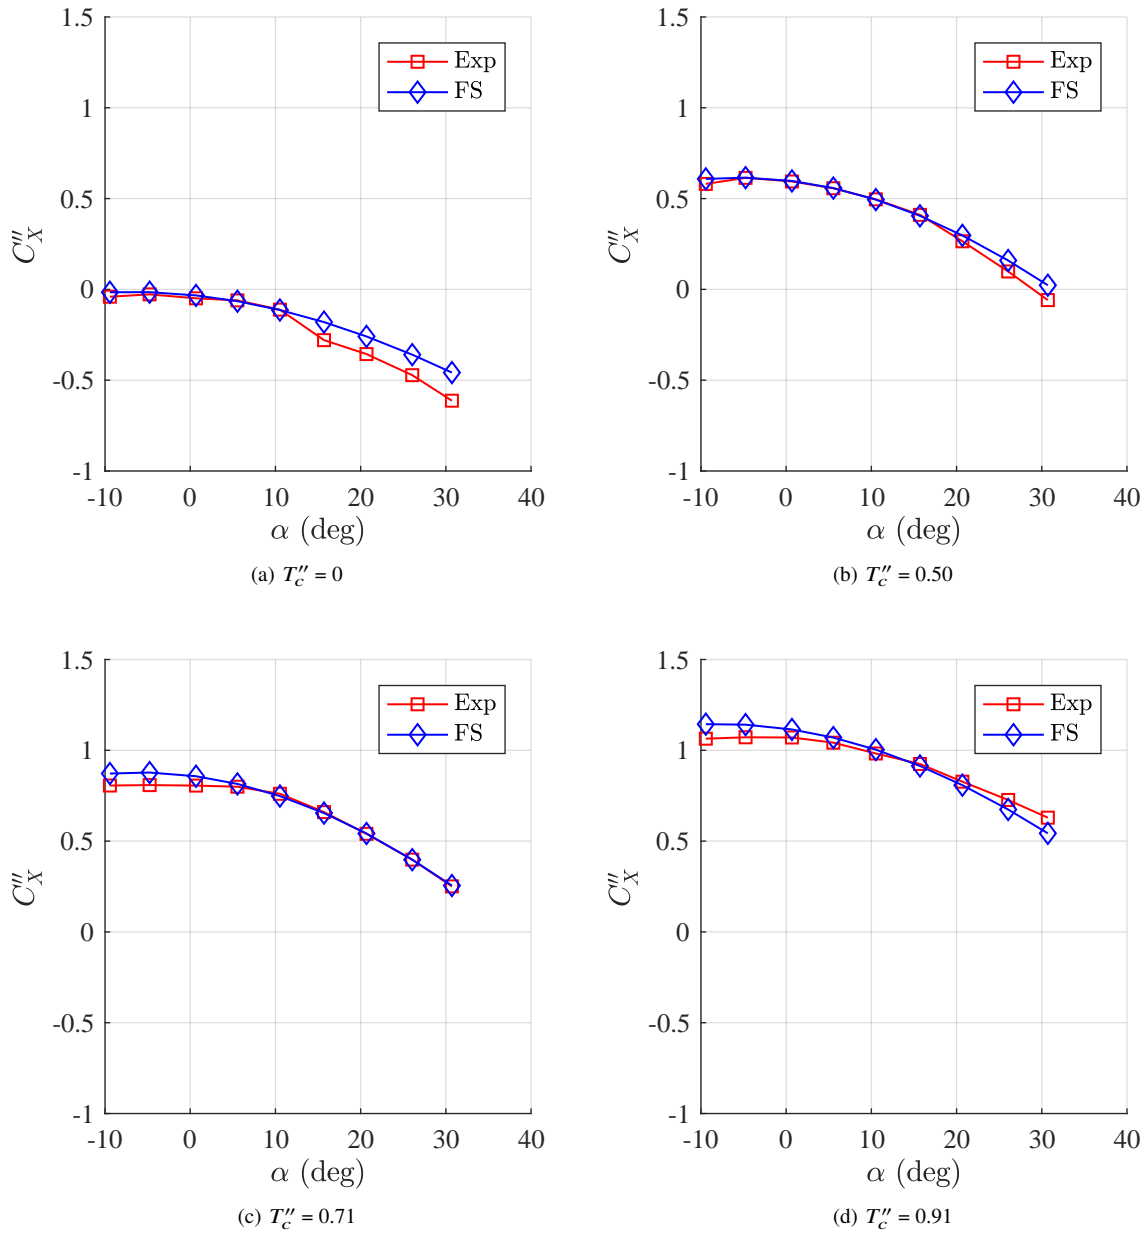 1.5
1
0.5
0
-0.5
-1
C''_X
Exp
FS
-10 0 10 20 30 40
α (deg)
(a) T''_c = 0
1.5
1
0.5
0
-0.5
-1
C''_X
Exp
FS
-10 0 10 20 30 40
α (deg)
(b) T''_c = 0.50
1.5
1
0.5
0
-0.5
-1
C''_X
Exp
FS
-10 0 10 20 30 40
α (deg)
(c) T''_c = 0.71
1.5
1
0.5
0
-0.5
-1
C''_X
Exp
FS
-10 0 10 20 30 40
α (deg)
(d) T''_c = 0.91